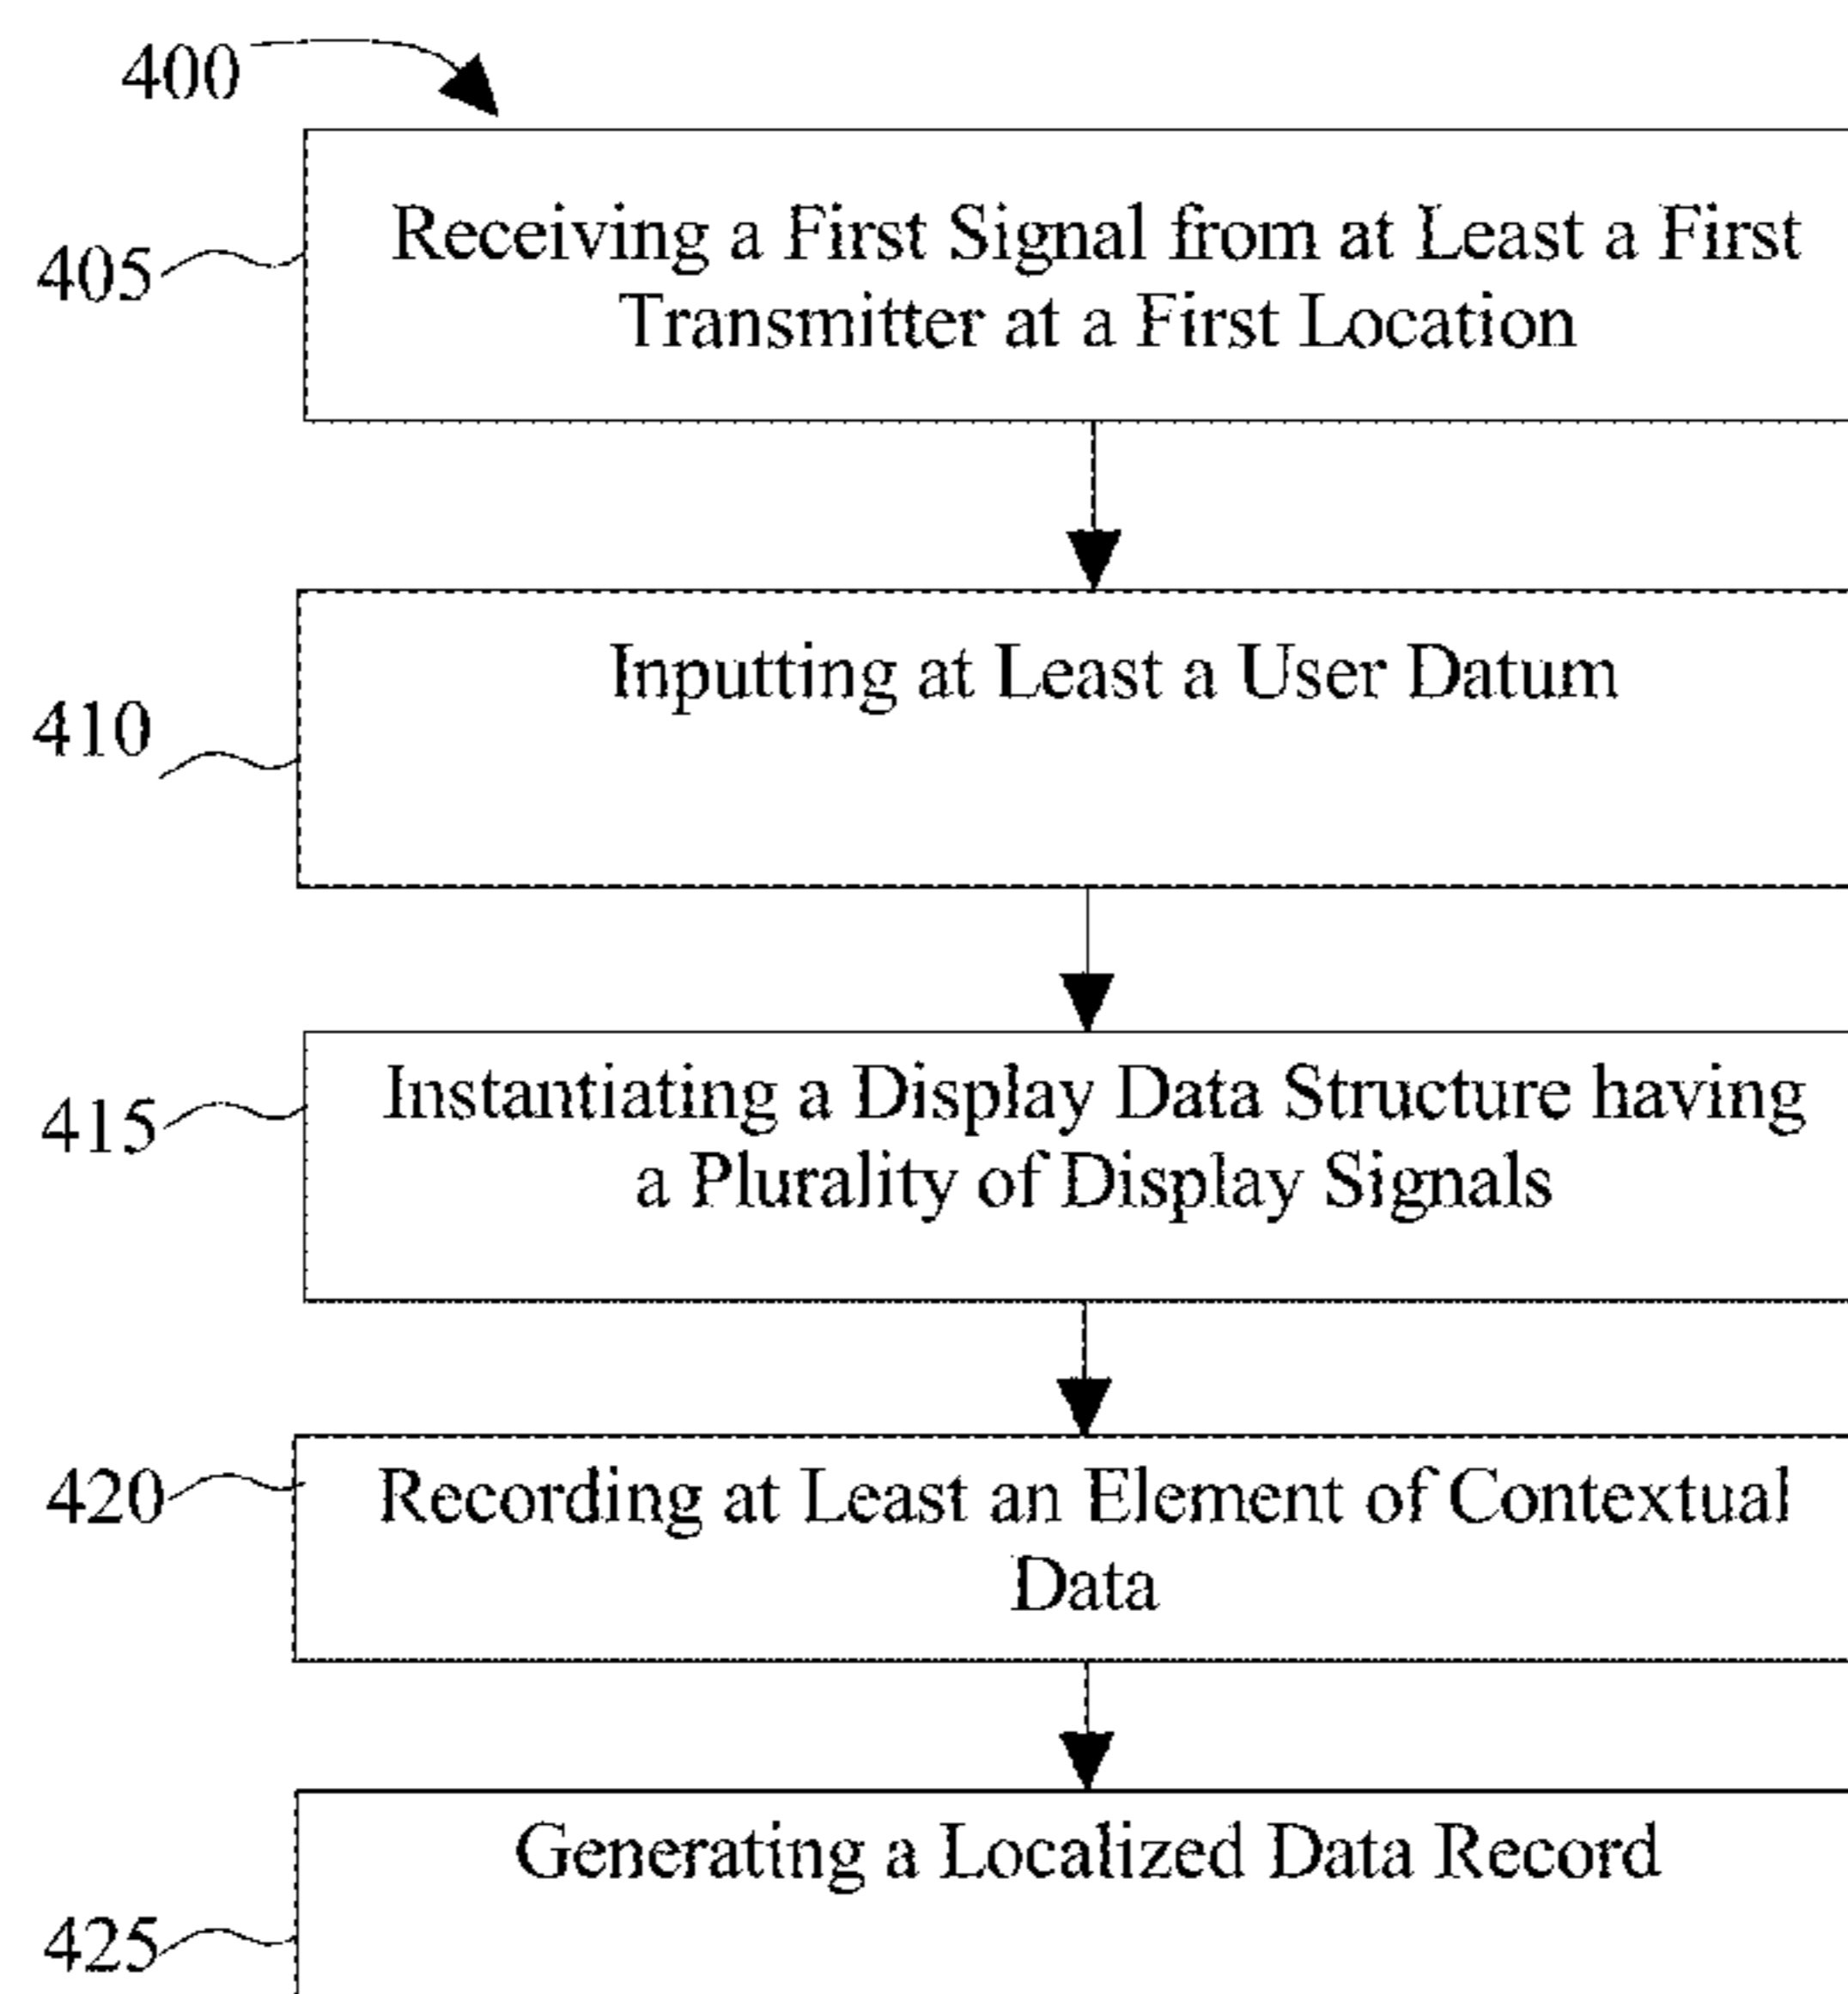 400
405
Receiving a First Signal from at Least a First
Transmitter at a First Location
410
Inputting at Least a User Datum
415
Instantiating a Display Data Structure having
a Plurality of Display Signals
420
Recording at Least an Element of Contextual
Data
425
Generating a Localized Data Record